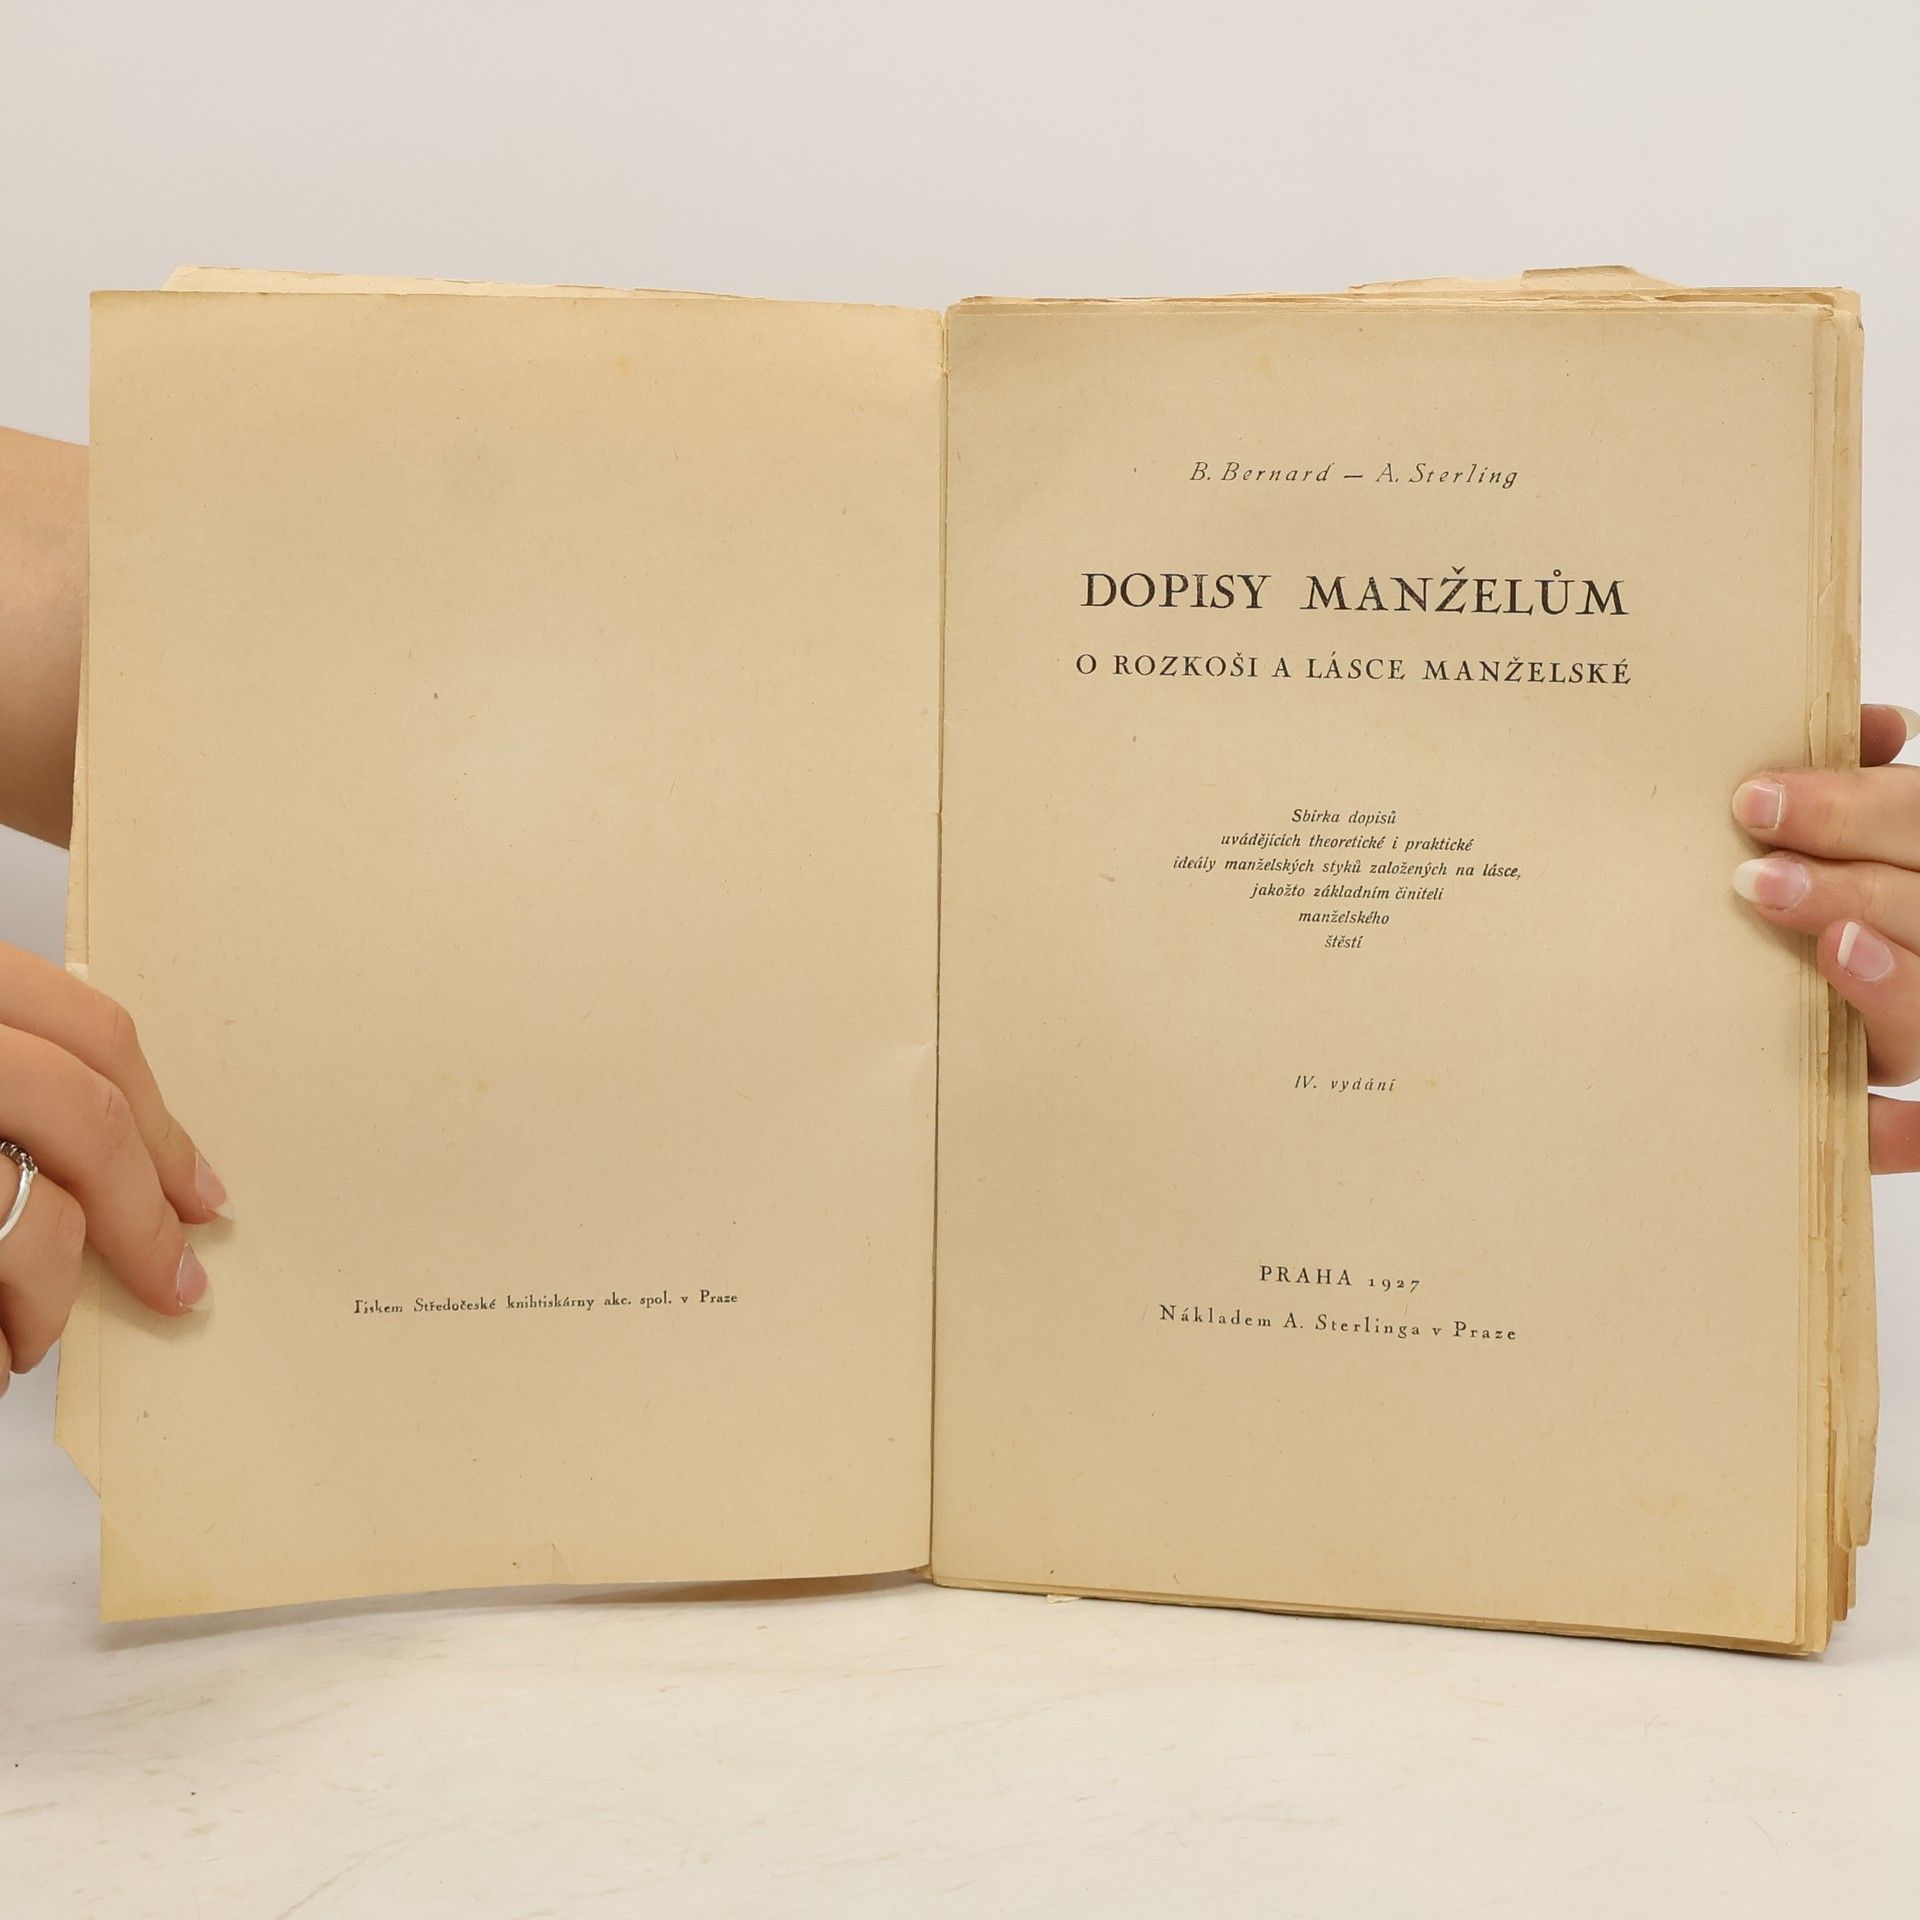 Tiskem Středočeské knihtiskárny akc. spol. v Praze
B. Bernard — A. Sterling
DOPISY MANŽELŮM
O ROZKOŠI A LÁSCE MANŽELSKÉ
Sbírka dopisů
uvádějících theoretické i praktické
ideály manželských styků založených na lásce,
jakožto základním činiteli
manželského
štěstí
IV. vydání
PRAHA 1927
Nákladem A. Sterlinga v Praze